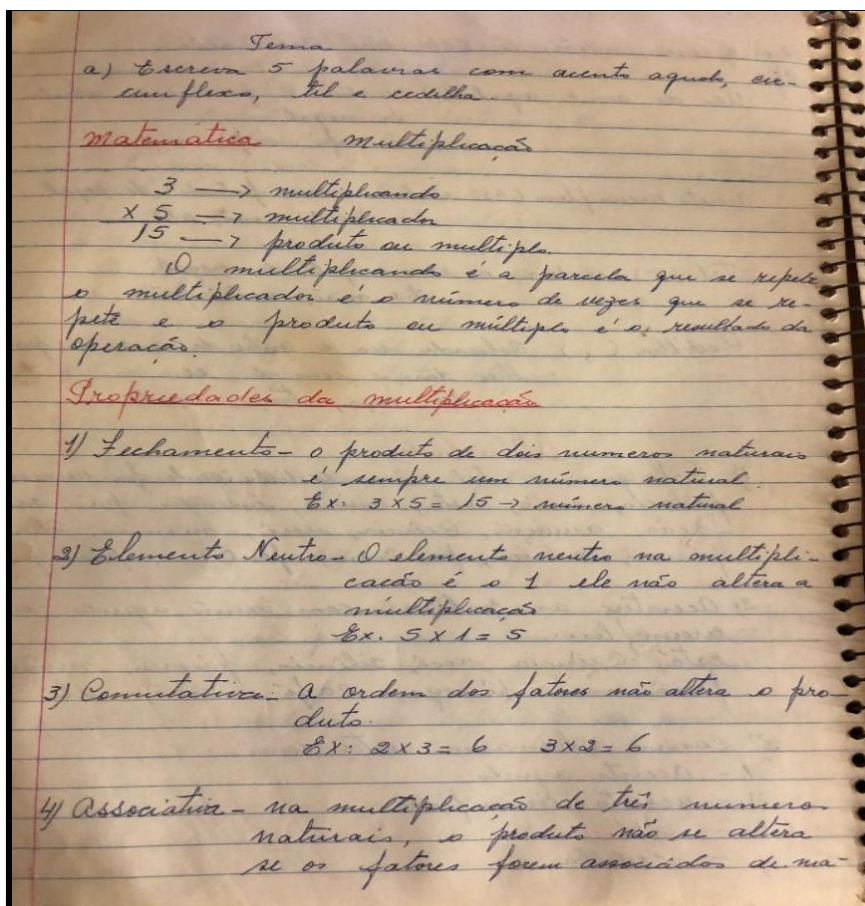 Tema
a) Escreva 5 palavras com acento agudo, cir-
cunflexo, til e cedilha.
Matemática multiplicação
3 —> multiplicando
x 5 —> multiplicador
15 —> produto ou multiplo.
O multiplicando é a parcela que se repete
o multiplicador é o número de vezes que se re-
pete e o produto ou múltiplo é o resultado da
operação.
Propriedades da multiplicação
1) Fechamento - o produto de dois numeros naturais
é sempre um número natural.
Ex: 3 x 5 = 15 -> número natural
2) Elemento Neutro - O elemento neutro na multipli-
cacão é o 1 ele não altera a
multiplicação
Ex. 5 x 1 = 5
3) Comutativa - A ordem dos fatores não altera o pro-
duto.
Ex: 2 x 3 = 6 3 x 2 = 6
4) Associativa - na multiplicação de três numeros
naturais, o produto não se altera
se os fatores forem associados de ma-